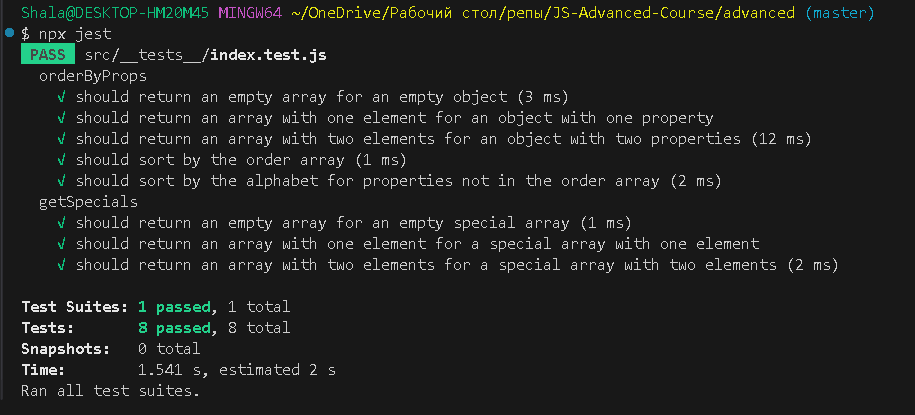 Shala@DESKTOP-HM20M45 MINGW64 ~/OneDrive/Рабочий стол/репы/JS-Advanced-Course/advanced (master)
$ npx jest
PASS src/__tests__/index.test.js
orderByProps
√ should return an empty array for an empty object (3 ms)
√ should return an array with one element for an object with one property
√ should return an array with two elements for an object with two properties (12 ms)
√ should sort by the order array (1 ms)
√ should sort by the alphabet for properties not in the order array (2 ms)
getSpecials
√ should return an empty array for an empty special array (1 ms)
√ should return an array with one element for a special array with one element
√ should return an array with two elements for a special array with two elements (2 ms)
Test Suites: 1 passed, 1 total
Tests: 8 passed, 8 total
Snapshots: 0 total
Time: 1.541 s, estimated 2 s
Ran all test suites.